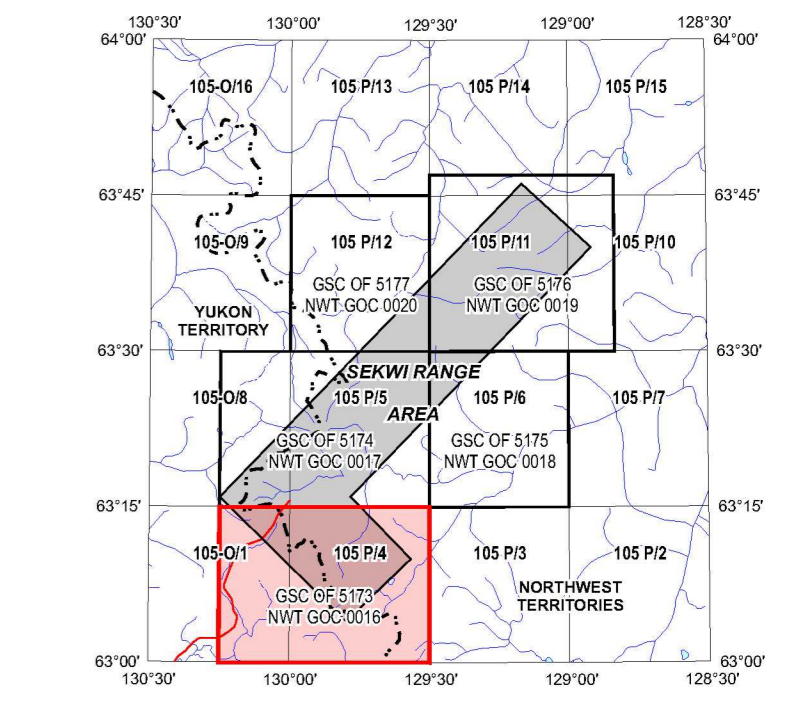 130°30' 130°00' 129°30' 129°00' 128°30'
64°00' 64°00'
105-O/16 105 P/13 105 P/14 105 P/15
63°45' 63°45'
105-O/9 105 P/12 105 P/11 105 P/10
GSC OF 5177 GSC OF 5176
NWT GOC 0020 NWT GOC 0019
YUKON
TERRITORY
63°30' 63°30'
SEKWI RANGE
105-O/8 105 P/5 105 P/6 105 P/7
AREA
GSC OF 5174 GSC OF 5175
NWT GOC 0017 NWT GOC 0018
63°15' 63°15'
105-O/1 105 P/4 105 P/3 105 P/2
NORTHWEST
TERRITORIES
GSC OF 5173
NWT GOC 0016
63°00' 63°00'
130°30' 130°00' 129°30' 129°00' 128°30'